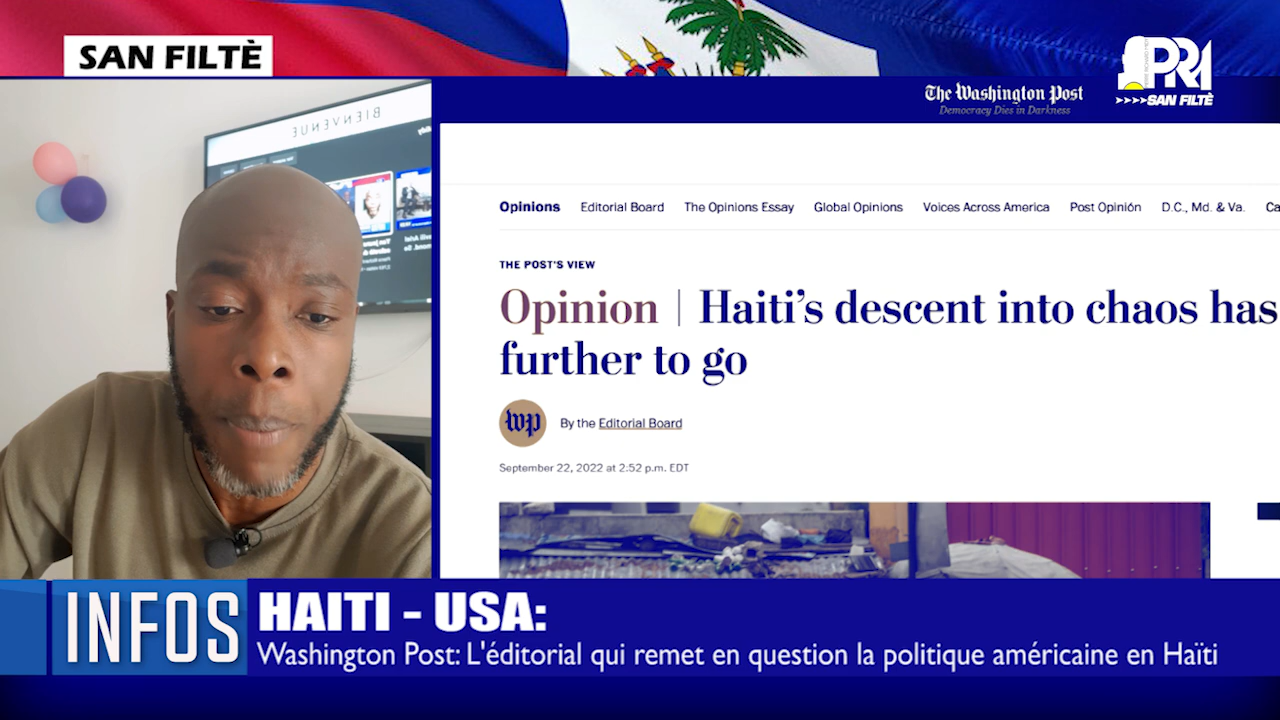 SAN FILTÈ
PR1
>>>>SAN FILTÈ
The Washington Post
Democracy Dies in Darkness
BIENVENUE
Opinions Editorial Board The Opinions Essay Global Opinions Voices Across America Post Opinión D.C., Md. & Va. Ca
THE POST'S VIEW
Opinion | Haiti's descent into chaos has
further to go
wp
By the Editorial Board
September 22, 2022 at 2:52 p.m. EDT
INFOS
HAITI - USA:
Washington Post: L'éditorial qui remet en question la politique américaine en Haïti